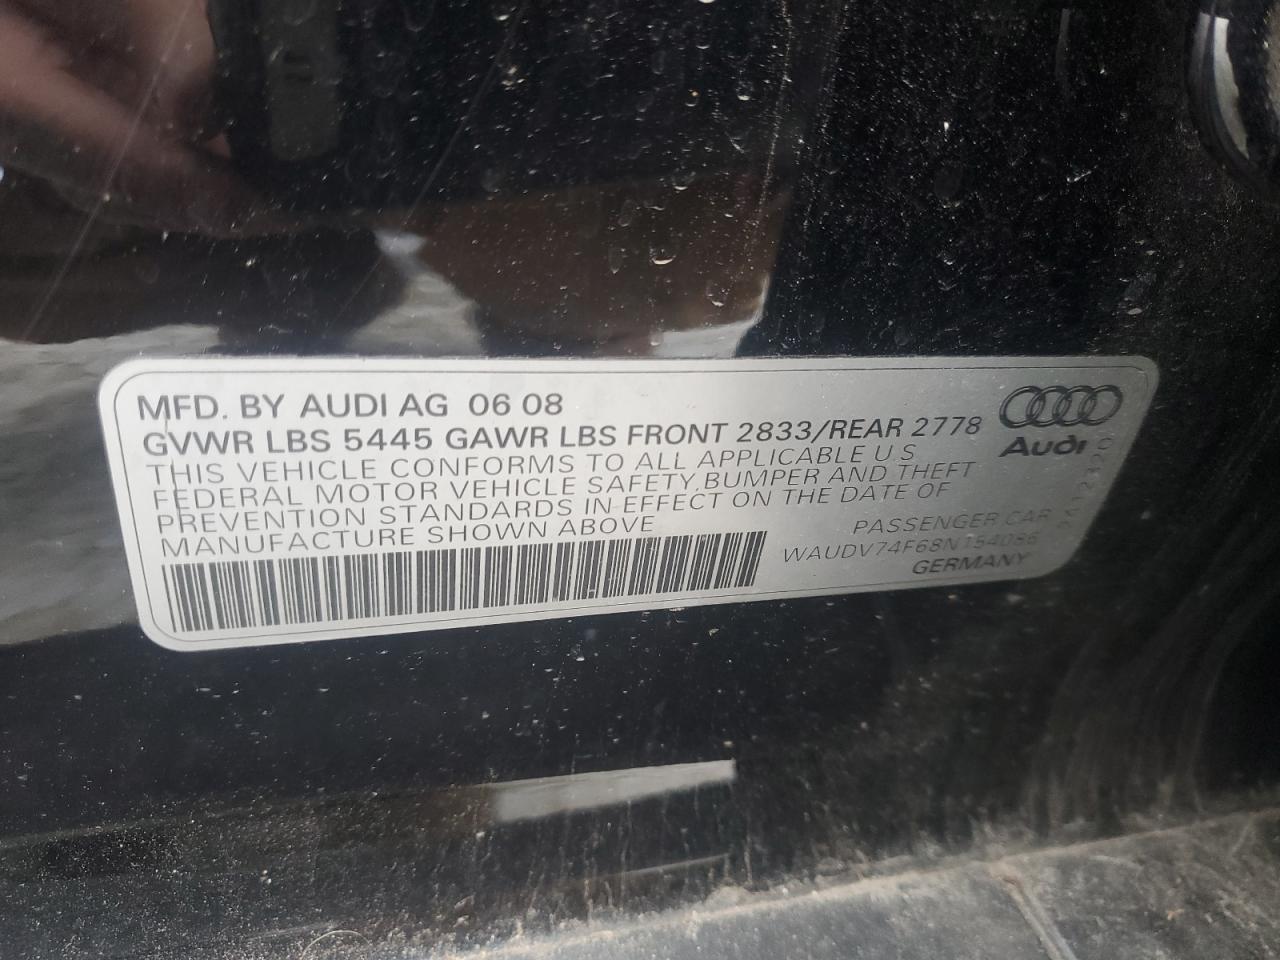 MFD. BY AUDI AG 06 08
GVWR LBS 5445 GAWR LBS FRONT 2833/REAR 2778
THIS VEHICLE CONFORMS TO ALL APPLICABLE U S
FEDERAL MOTOR VEHICLE SAFETY, BUMPER AND THEFT
PREVENTION STANDARDS IN EFFECT ON THE DATE OF
MANUFACTURE SHOWN ABOVE
PASSENGER CAR
WAUDV74F68N154086
GERMANY
Audi